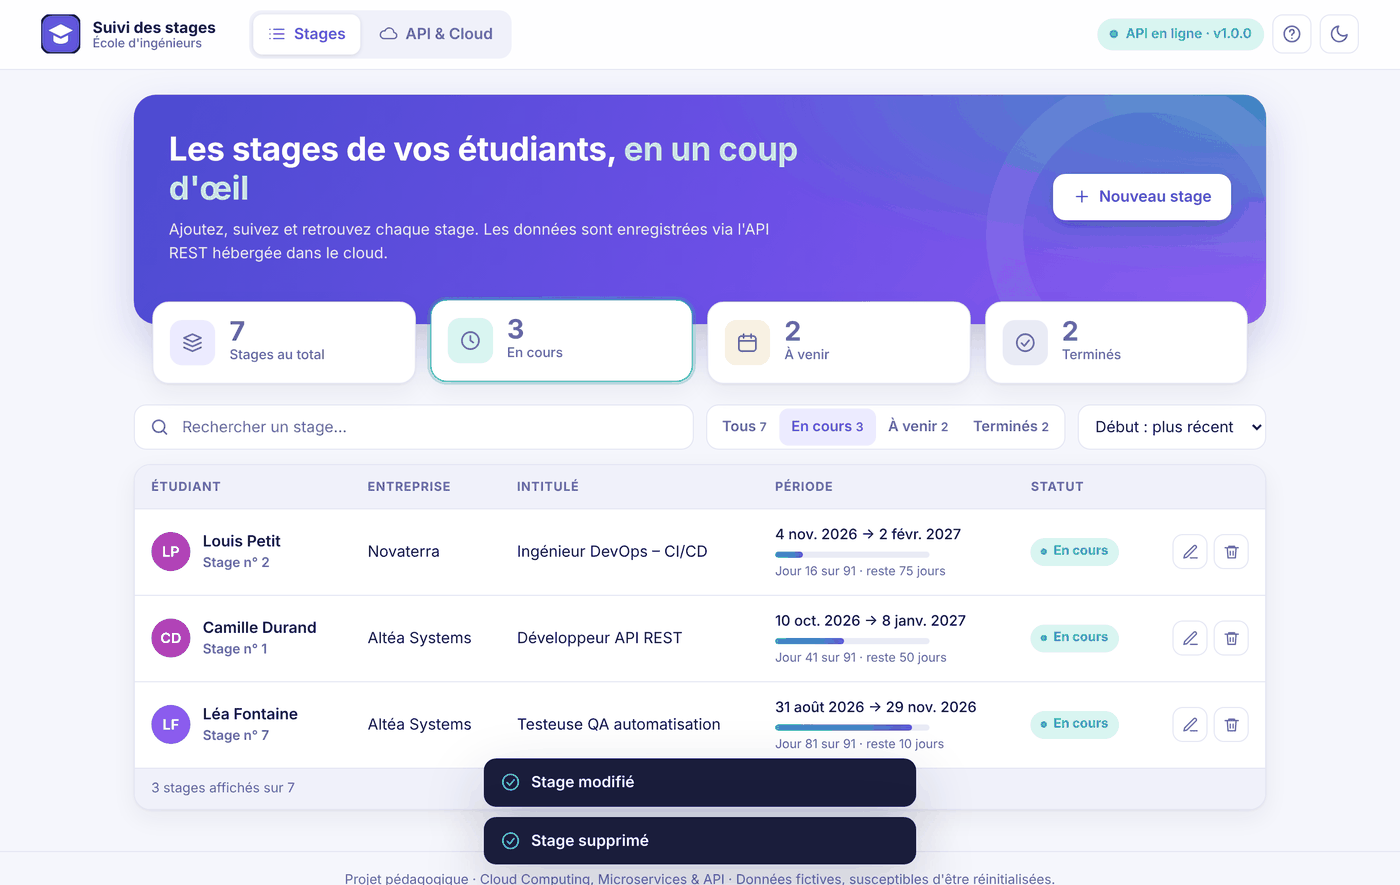 Suivi des stages
École d'ingénieurs
Stages
API & Cloud
API en ligne · v1.0.0
Les stages de vos étudiants, en un coup
d'œil
Ajoutez, suivez et retrouvez chaque stage. Les données sont enregistrées via l'API
REST hébergée dans le cloud.
Nouveau stage
7
Stages au total
3
En cours
2
À venir
2
Terminés
Rechercher un stage...
Tous 7
En cours 3
À venir 2
Terminés 2
Début : plus récent
ÉTUDIANT
ENTREPRISE
INTITULÉ
PÉRIODE
STATUT
LP
Louis Petit
Stage n° 2
Novaterra
Ingénieur DevOps – CI/CD
4 nov. 2026 → 2 févr. 2027
Jour 16 sur 91 · reste 75 jours
En cours
CD
Camille Durand
Stage n° 1
Altéa Systems
Développeur API REST
10 oct. 2026 → 8 janv. 2027
Jour 41 sur 91 · reste 50 jours
En cours
LF
Léa Fontaine
Stage n° 7
Altéa Systems
Testeuse QA automatisation
31 août 2026 → 29 nov. 2026
Jour 81 sur 91 · reste 10 jours
En cours
3 stages affichés sur 7
Stage modifié
Stage supprimé
Projet pédagogique · Cloud Computing, Microservices & API · Données fictives, susceptibles d'être réinitialisées.